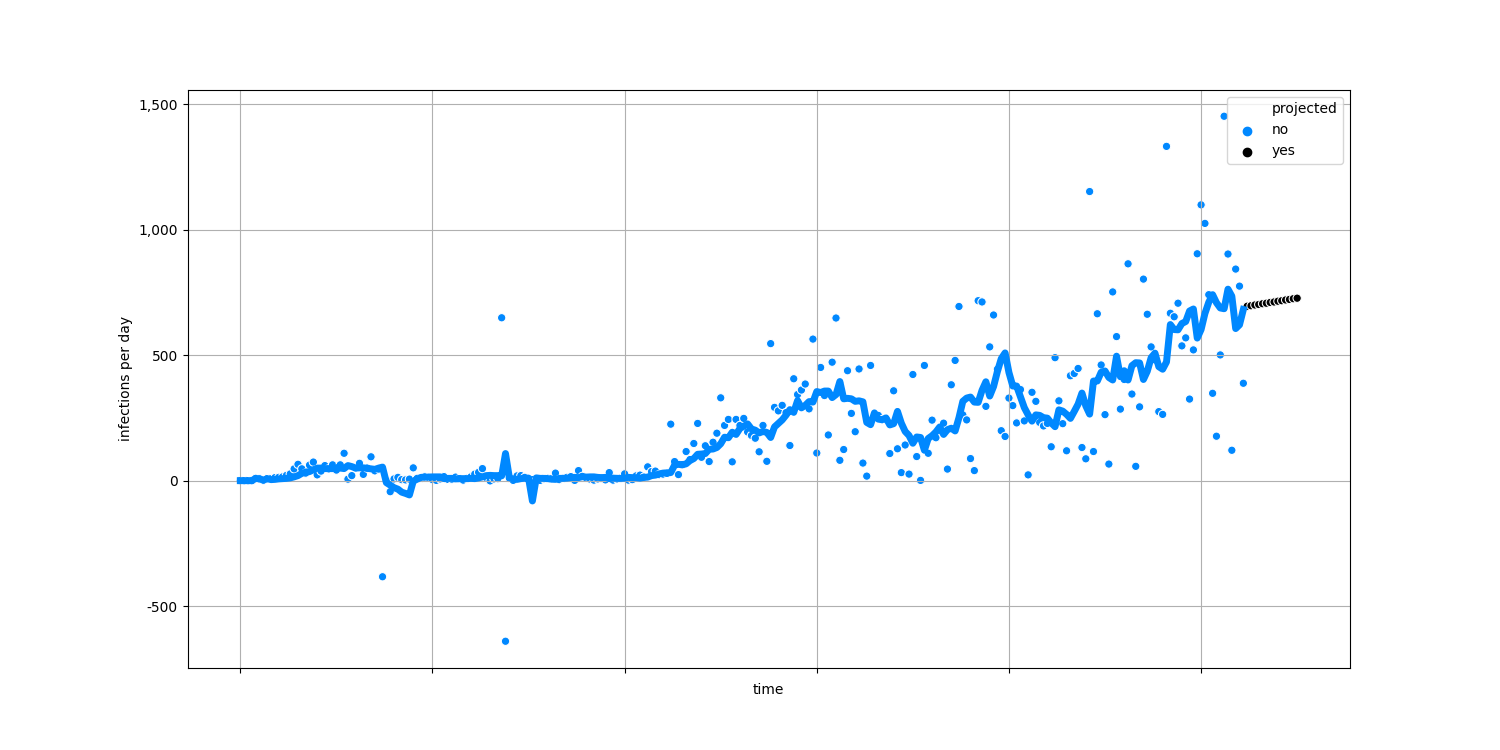 1,500
1,000
500
0
-500
infections per day
time
projected
no
yes